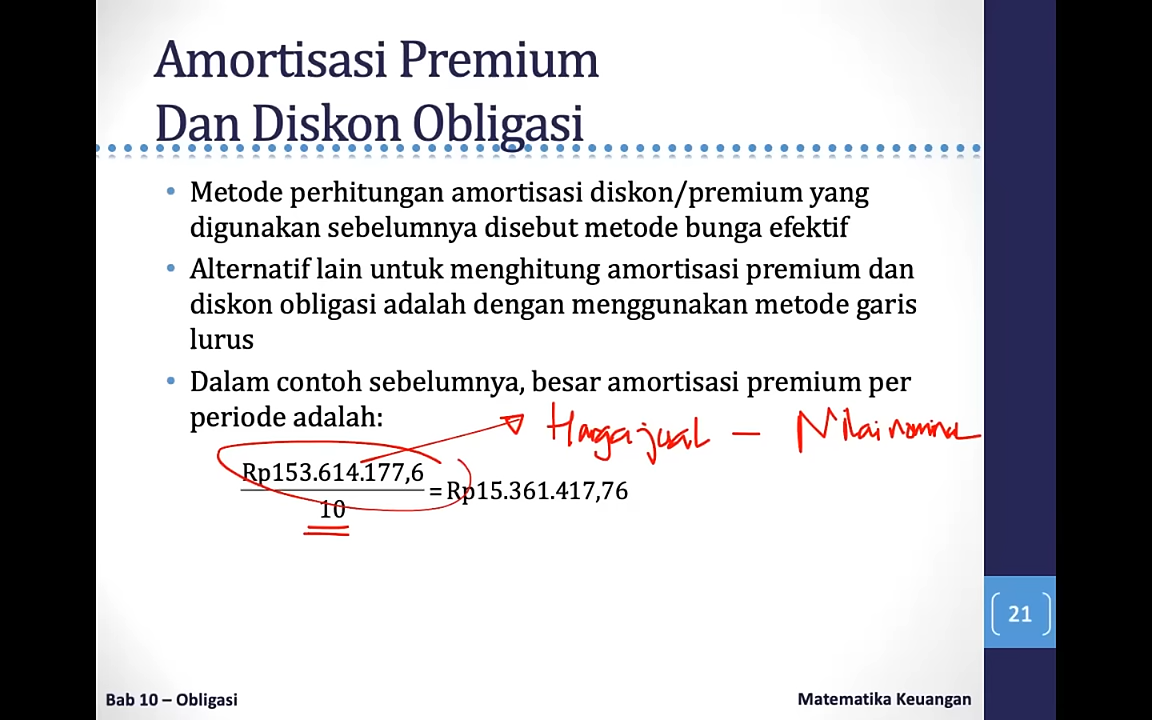 Amortisasi Premium
Dan Diskon Obligasi
• Metode perhitungan amortisasi diskon/premium yang
digunakan sebelumnya disebut metode bunga efektif
• Alternatif lain untuk menghitung amortisasi premium dan
diskon obligasi adalah dengan menggunakan metode garis
lurus
• Dalam contoh sebelumnya, besar amortisasi premium per
periode adalah:
Harga jual – Nilai nominal
Rp153.614.177,6
10
= Rp15.361.417,76
21
Bab 10 – Obligasi
Matematika Keuangan